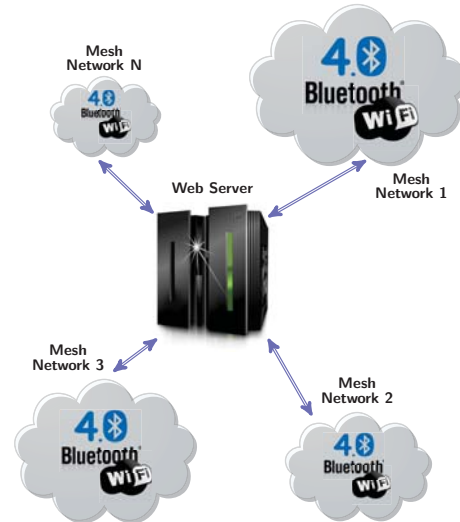 Mesh
Network N
4.0
Bluetooth®
WiFi
4.0
Bluetooth®
WiFi
Mesh
Network 1
Web Server
Mesh
Network 3
4.0
Bluetooth®
WiFi
Mesh
Network 2
4.0
Bluetooth®
WiFi